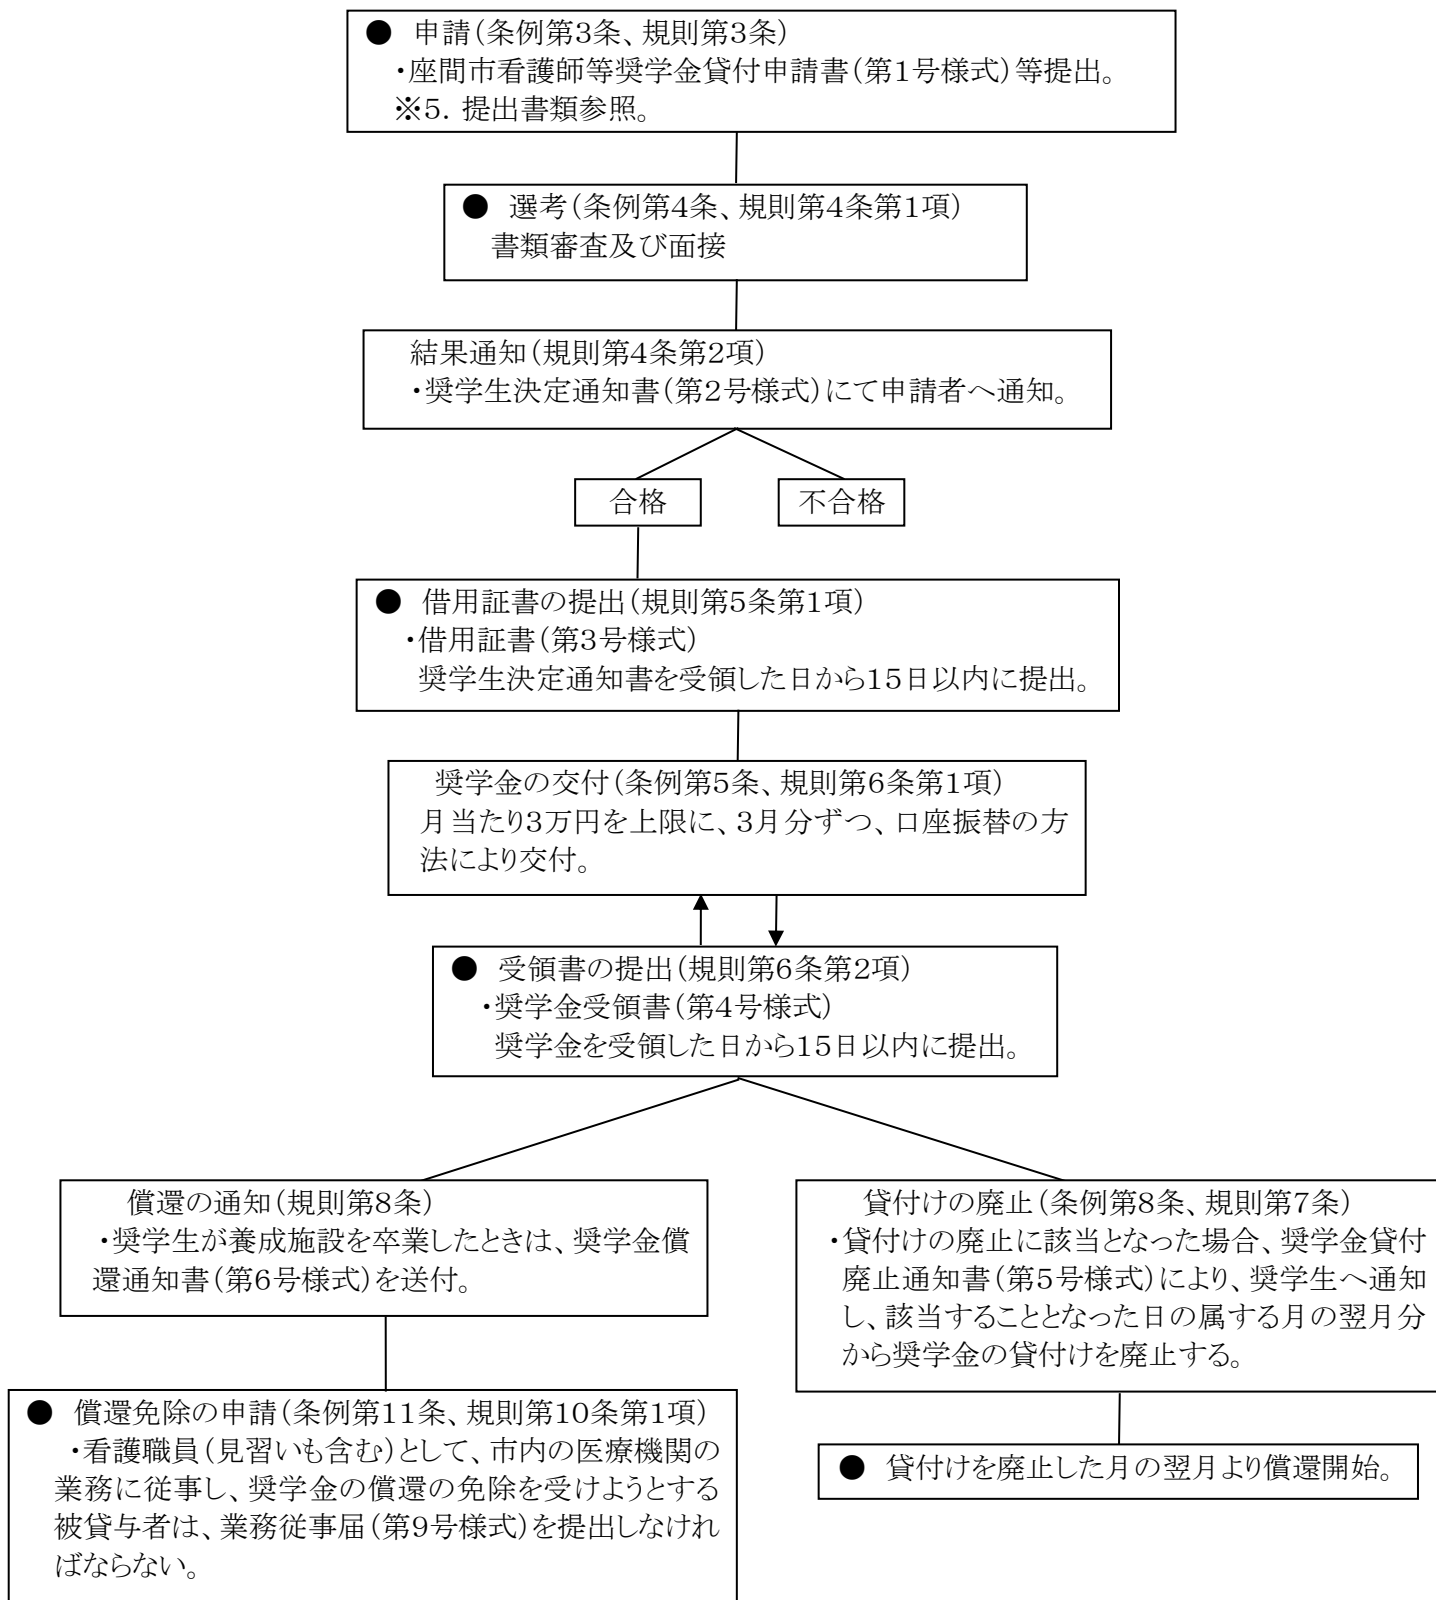 ● 申請(条例第3条、規則第3条)
・座間市看護師等奨学金貸付申請書(第1号様式)等提出。
※5. 提出書類参照。
● 選考(条例第4条、規則第4条第1項)
書類審査及び面接
結果通知(規則第4条第2項)
・奨学生決定通知書(第2号様式)にて申請者へ通知。
合格
不合格
● 借用証書の提出(規則第5条第1項)
・借用証書(第3号様式)
奨学生決定通知書を受領した日から15日以内に提出。
奨学金の交付(条例第5条、規則第6条第1項)
月当たり3万円を上限に、3月分ずつ、口座振替の方
法により交付。
● 受領書の提出(規則第6条第2項)
・奨学金受領書(第4号様式)
奨学金を受領した日から15日以内に提出。
償還の通知(規則第8条)
・奨学生が養成施設を卒業したときは、奨学金償
還通知書(第6号様式)を送付。
貸付けの廃止(条例第8条、規則第7条)
・貸付けの廃止に該当となった場合、奨学金貸付
廃止通知書(第5号様式)により、奨学生へ通知
し、該当することとなった日の属する月の翌月分
から奨学金の貸付けを廃止する。
● 償還免除の申請(条例第11条、規則第10条第1項)
・看護職員(見習いも含む)として、市内の医療機関の
業務に従事し、奨学金の償還の免除を受けようとする
被貸与者は、業務従事届(第9号様式)を提出しなけれ
ばならない。
● 貸付けを廃止した月の翌月より償還開始。